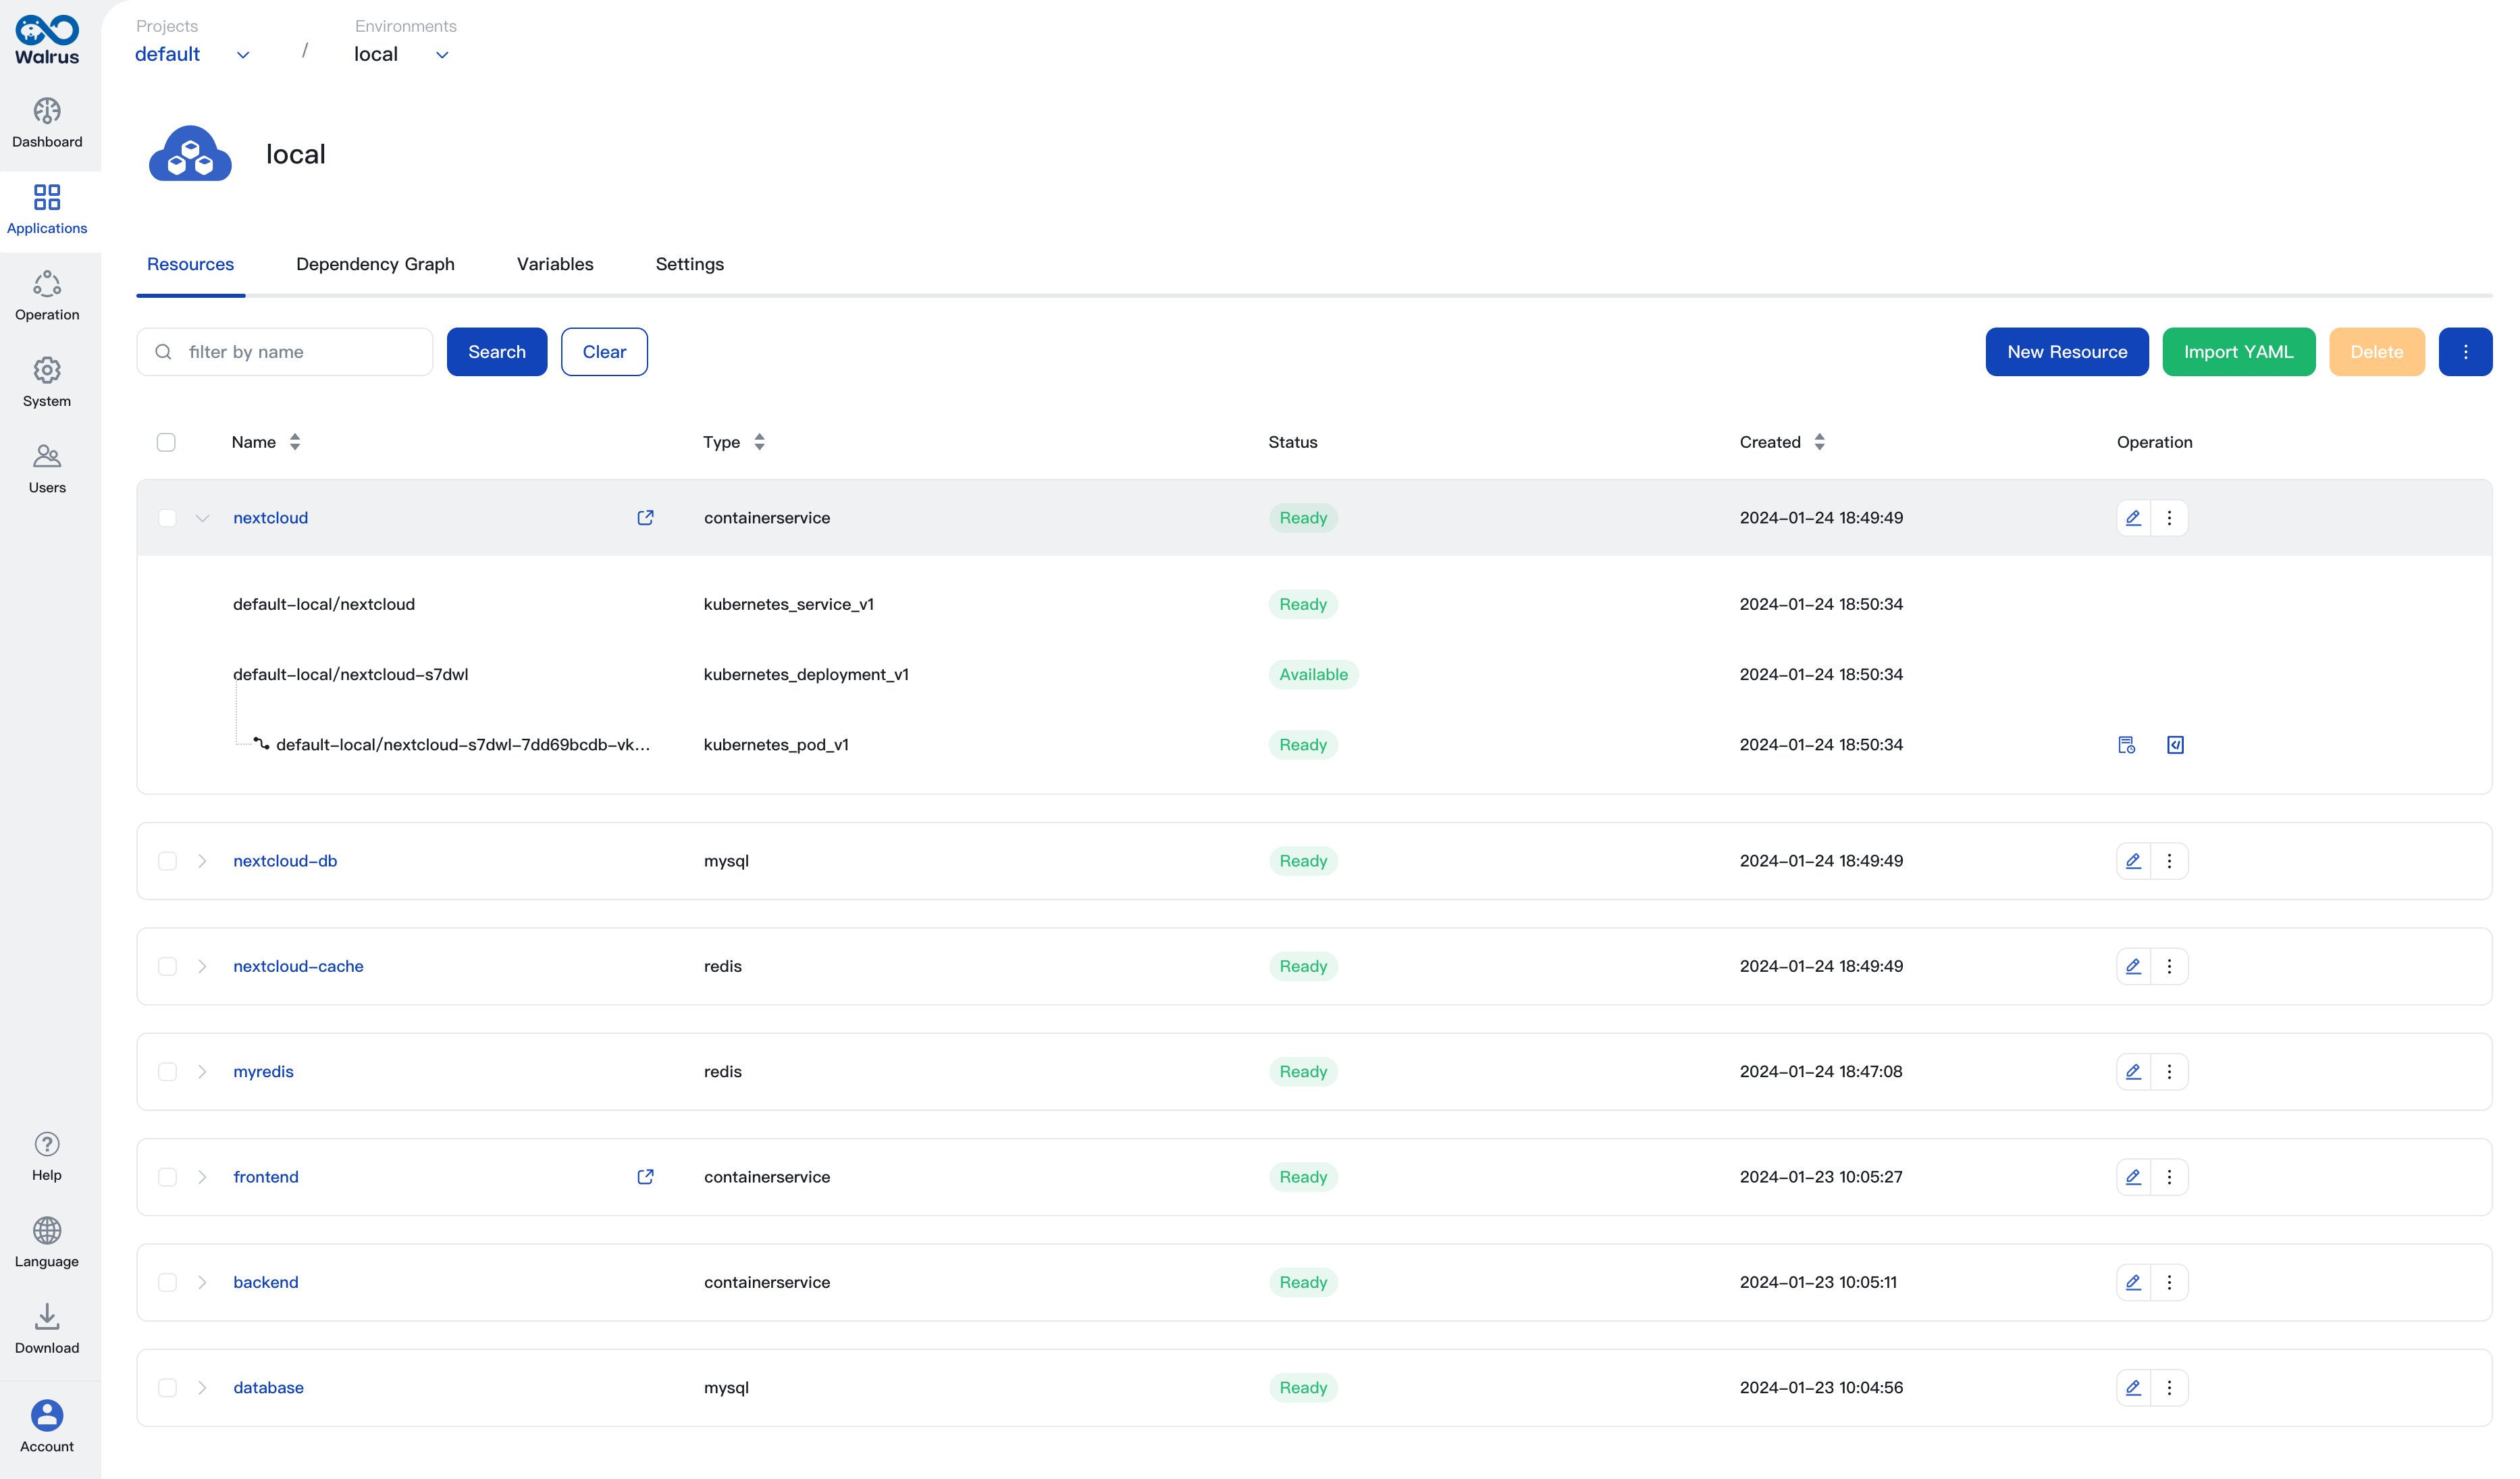 Walrus
Dashboard
Applications
Operation
System
Users
Help
Language
Download
Account
Projects
default
/
Environments
local
local
Resources
Dependency Graph
Variables
Settings
filter by name
Search
Clear
New Resource
Import YAML
Delete
Name Type Status Created Operation
nextcloud containerservice Ready 2024-01-24 18:49:49
default-local/nextcloud kubernetes_service_v1 Ready 2024-01-24 18:50:34
default-local/nextcloud-s7dwl kubernetes_deployment_v1 Available 2024-01-24 18:50:34
default-local/nextcloud-s7dwl-7dd69bcdb-vk... kubernetes_pod_v1 Ready 2024-01-24 18:50:34
nextcloud-db mysql Ready 2024-01-24 18:49:49
nextcloud-cache redis Ready 2024-01-24 18:49:49
myredis redis Ready 2024-01-24 18:47:08
frontend containerservice Ready 2024-01-23 10:05:27
backend containerservice Ready 2024-01-23 10:05:11
database mysql Ready 2024-01-23 10:04:56